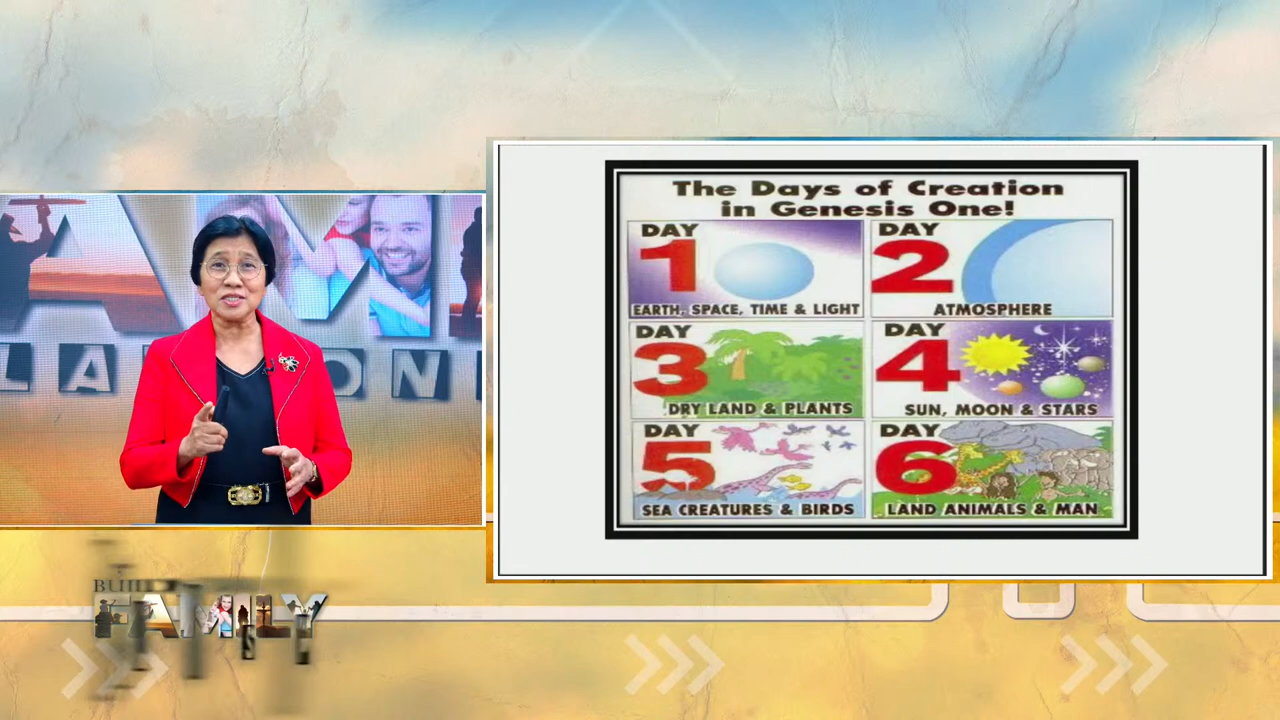 The Days of Creation
in Genesis One!
DAY
1
EARTH, SPACE, TIME & LIGHT
DAY
2
ATMOSPHERE
DAY
3
DRY LAND & PLANTS
DAY
4
SUN, MOON & STARS
DAY
5
SEA CREATURES & BIRDS
DAY
6
LAND ANIMALS & MAN
FAMILY